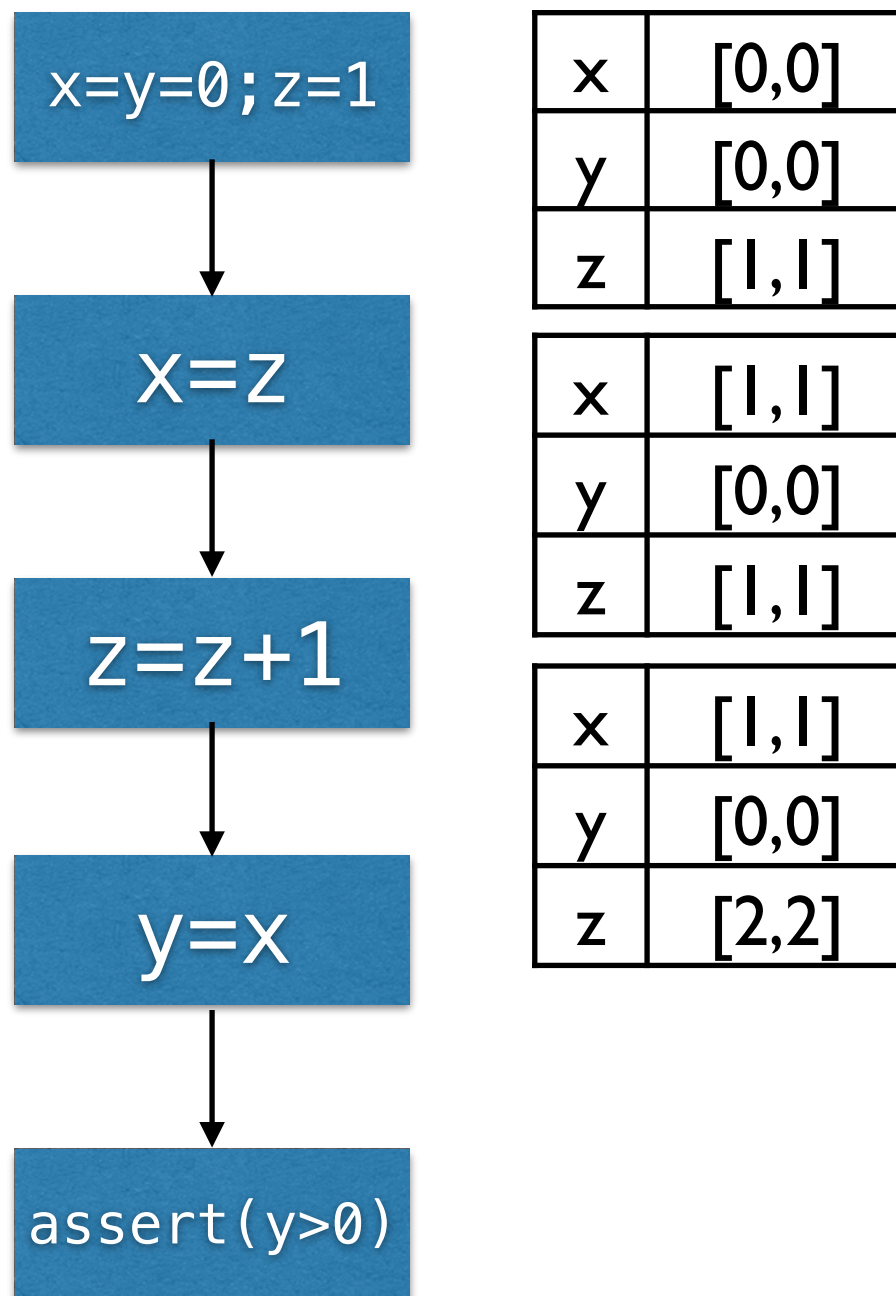 x=y=0;z=1
x=z
z=z+1
y=x
assert(y>0)
x [0,0]
y [0,0]
z [1,1]
x [1,1]
y [0,0]
z [1,1]
x [1,1]
y [0,0]
z [2,2]